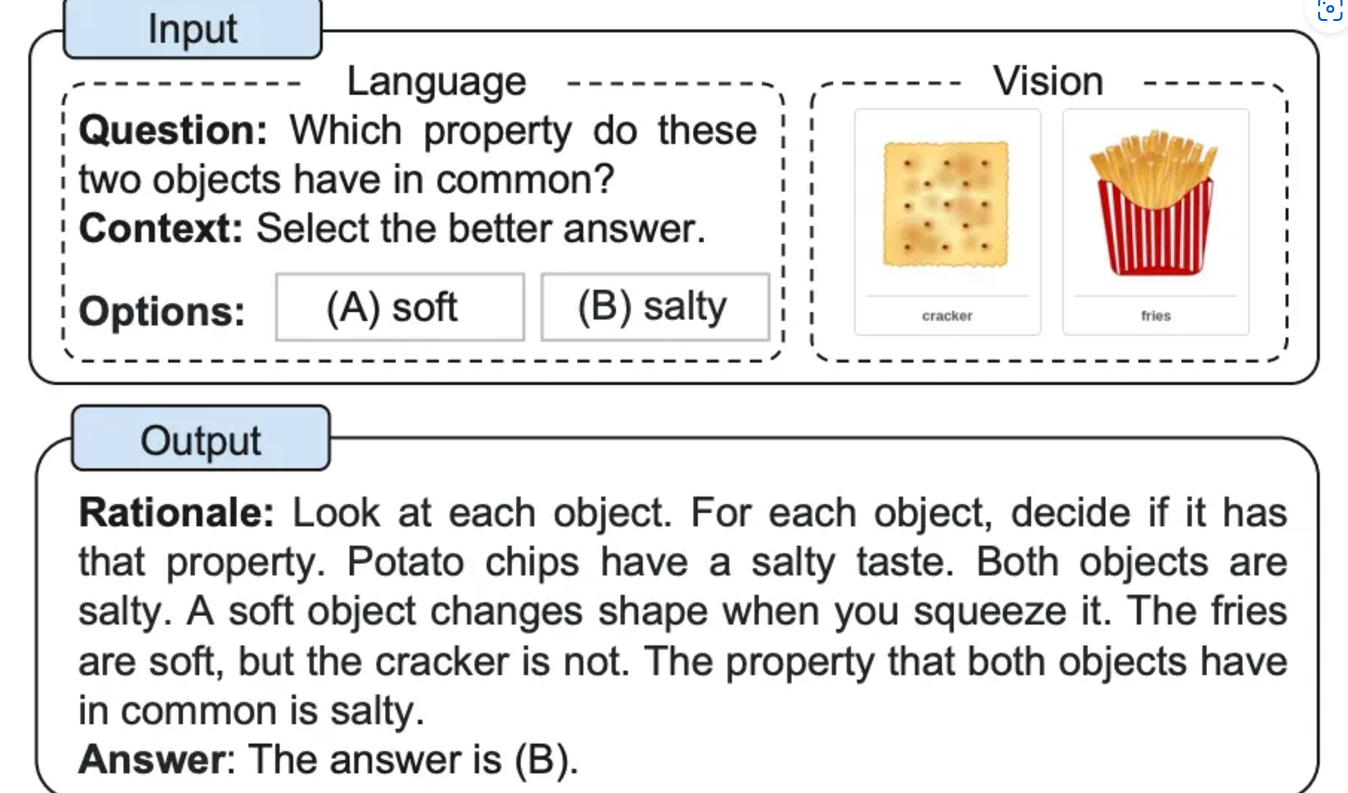 Input
Language
Question: Which property do these
two objects have in common?
Context: Select the better answer.
Options: (A) soft (B) salty
Vision
cracker fries
Output
Rationale: Look at each object. For each object, decide if it has
that property. Potato chips have a salty taste. Both objects are
salty. A soft object changes shape when you squeeze it. The fries
are soft, but the cracker is not. The property that both objects have
in common is salty.
Answer: The answer is (B).